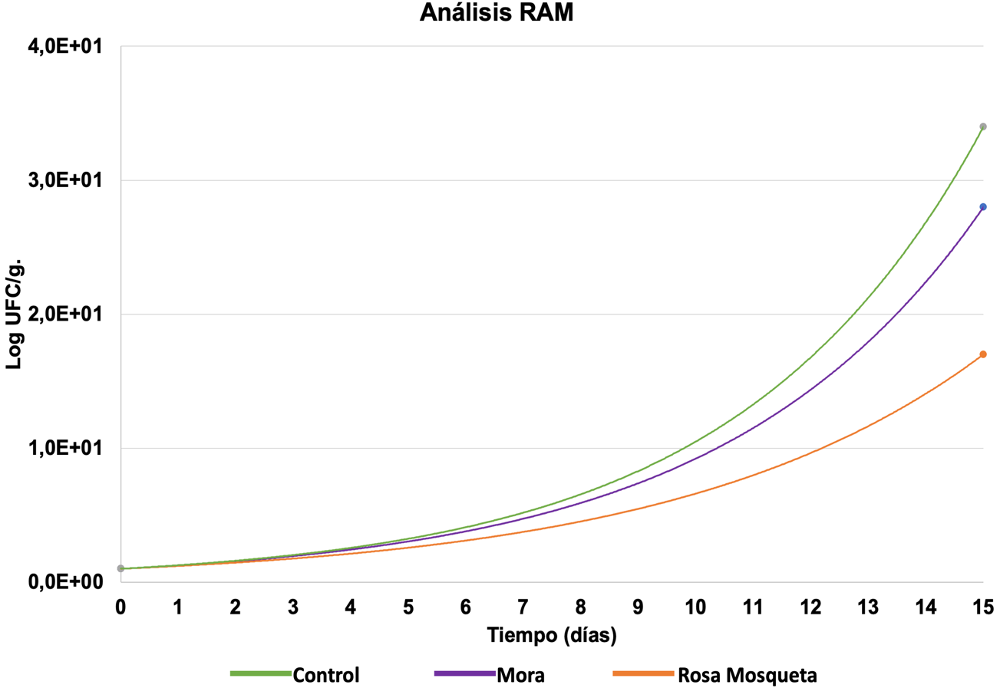 Análisis RAM
4,0E+01
3,0E+01
2,0E+01
1,0E+01
0,0E+00
Log UFC/g.
0 1 2 3 4 5 6 7 8 9 10 11 12 13 14 15
Tiempo (días)
Control Mora Rosa Mosqueta